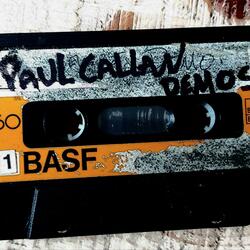 PAUL CALLAN
DEMOS
60
1 BASF